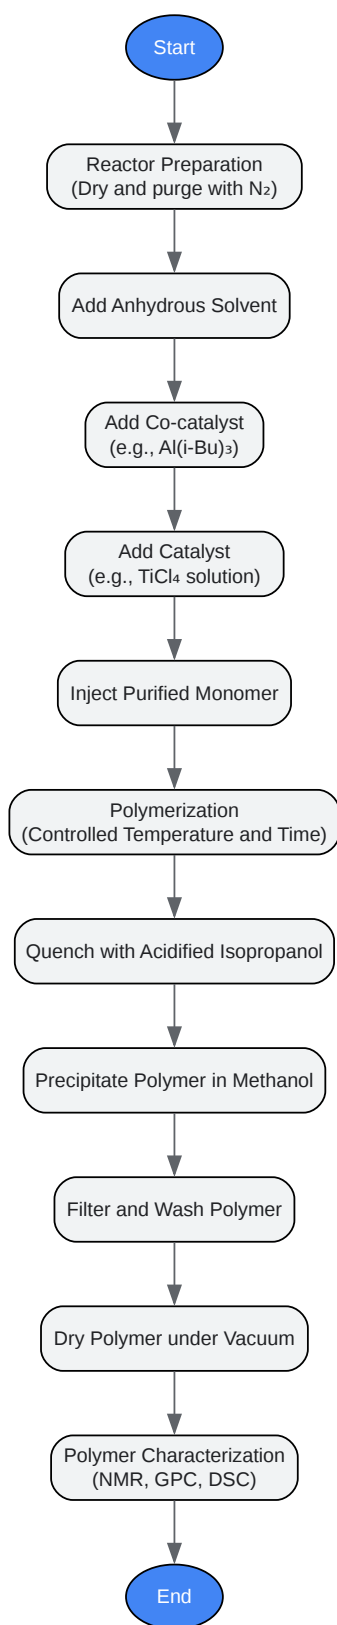 Start
Reactor Preparation
(Dry and purge with N₂)
Add Anhydrous Solvent
Add Co-catalyst
(e.g., Al(i-Bu)₃)
Add Catalyst
(e.g., TiCl₄ solution)
Inject Purified Monomer
Polymerization
(Controlled Temperature and Time)
Quench with Acidified Isopropanol
Precipitate Polymer in Methanol
Filter and Wash Polymer
Dry Polymer under Vacuum
Polymer Characterization
(NMR, GPC, DSC)
End